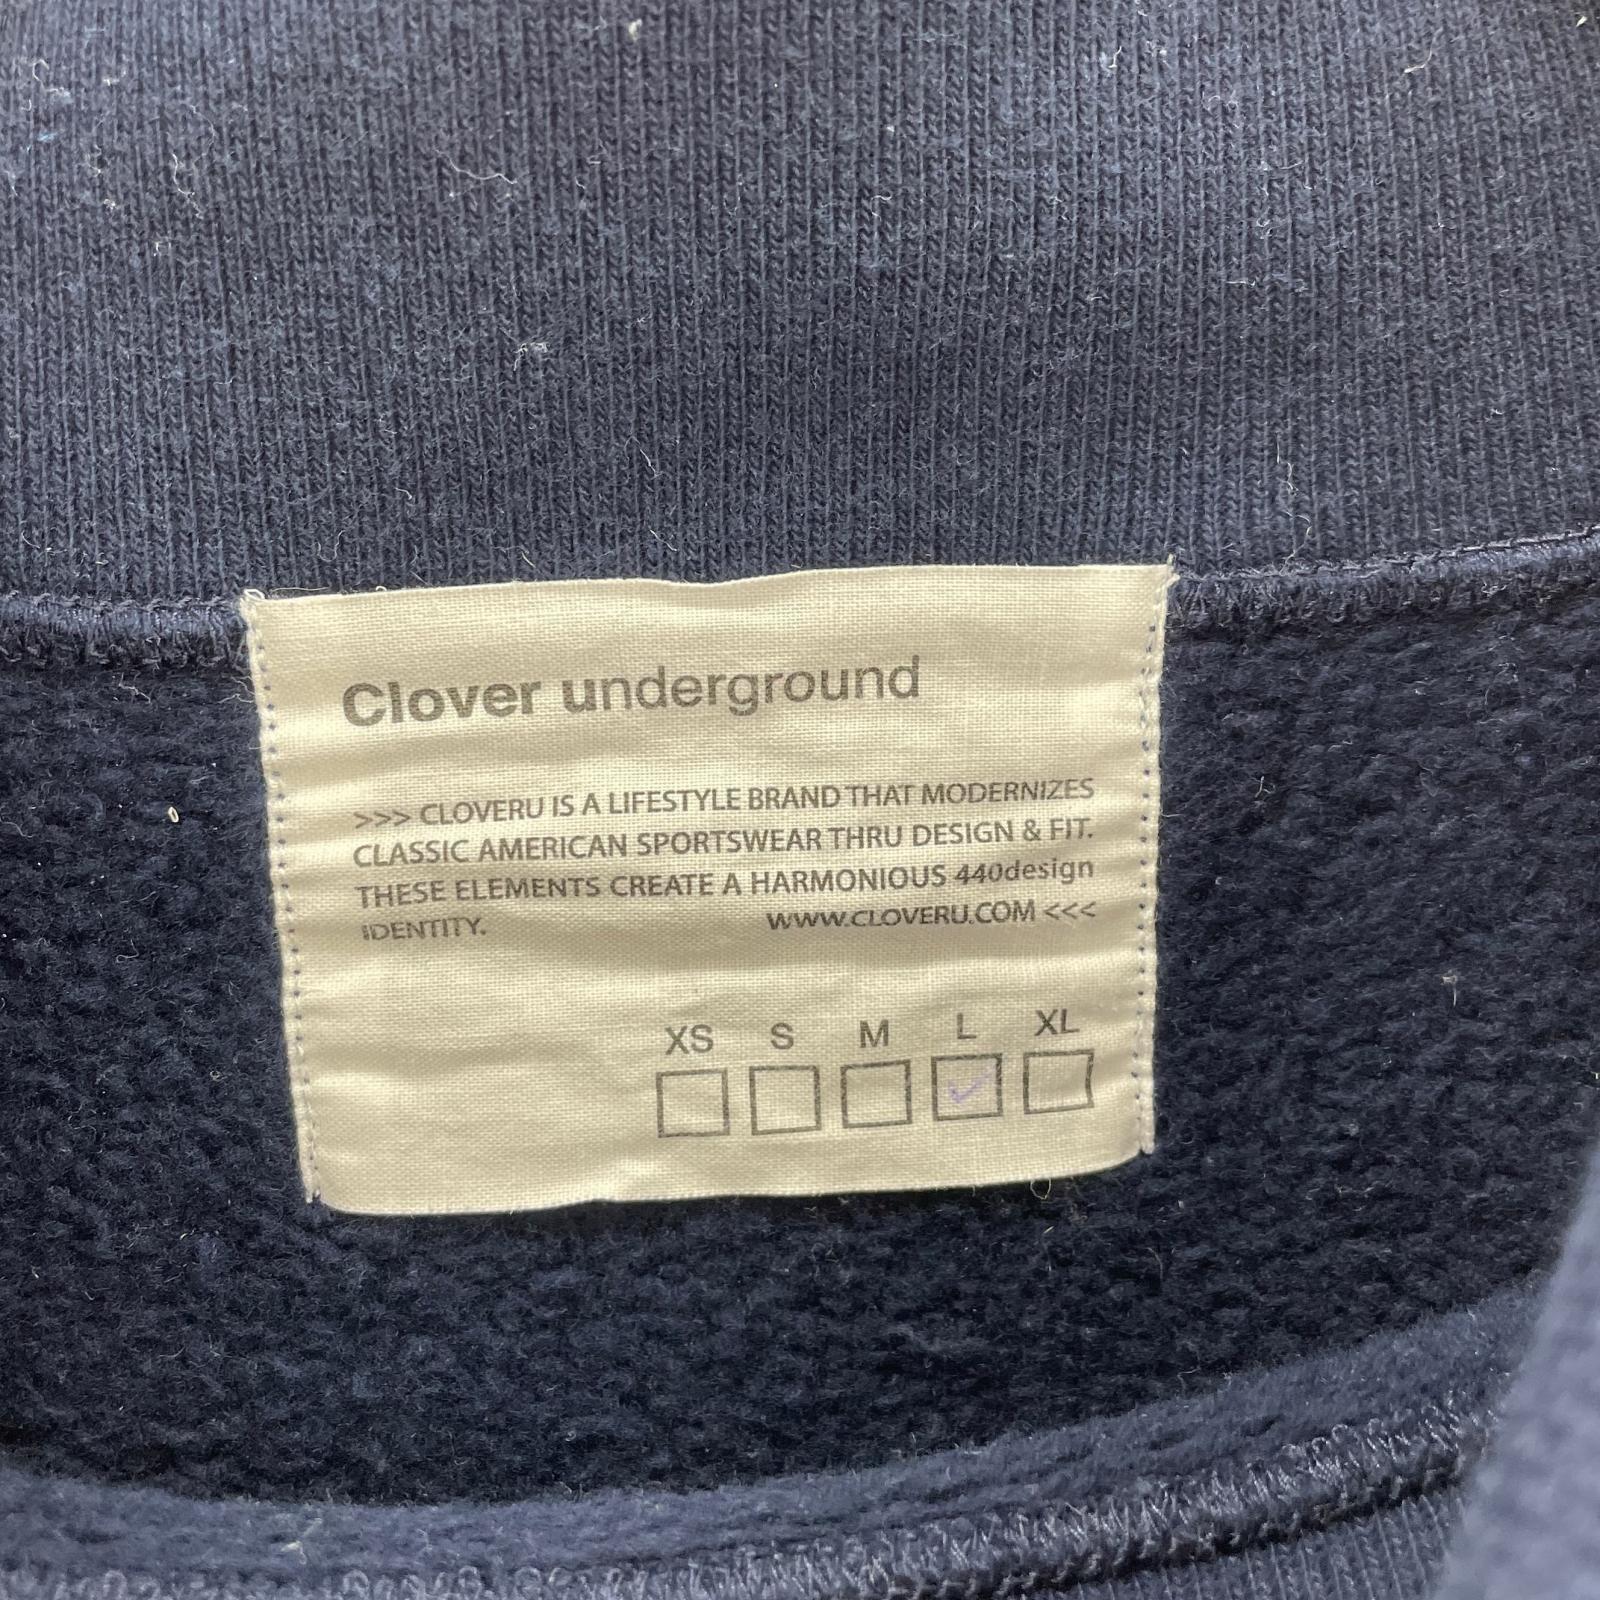 Clover underground
>>> CLOVERU IS A LIFESTYLE BRAND THAT MODERNIZES
CLASSIC AMERICAN SPORTSWEAR THRU DESIGN & FIT.
THESE ELEMENTS CREATE A HARMONIOUS 440design
IDENTITY. WWW.CLOVERU.COM <<<
XS S M L XL